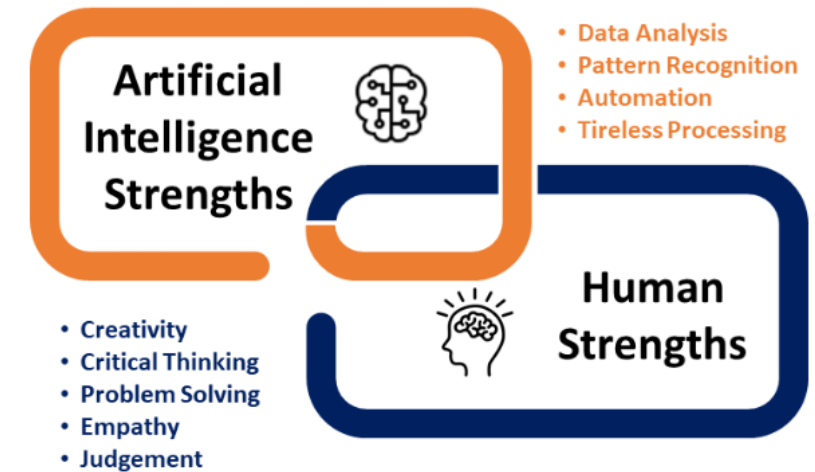 Artificial
Intelligence
Strengths
• Data Analysis
• Pattern Recognition
• Automation
• Tireless Processing
Human
Strengths
• Creativity
• Critical Thinking
• Problem Solving
• Empathy
• Judgement